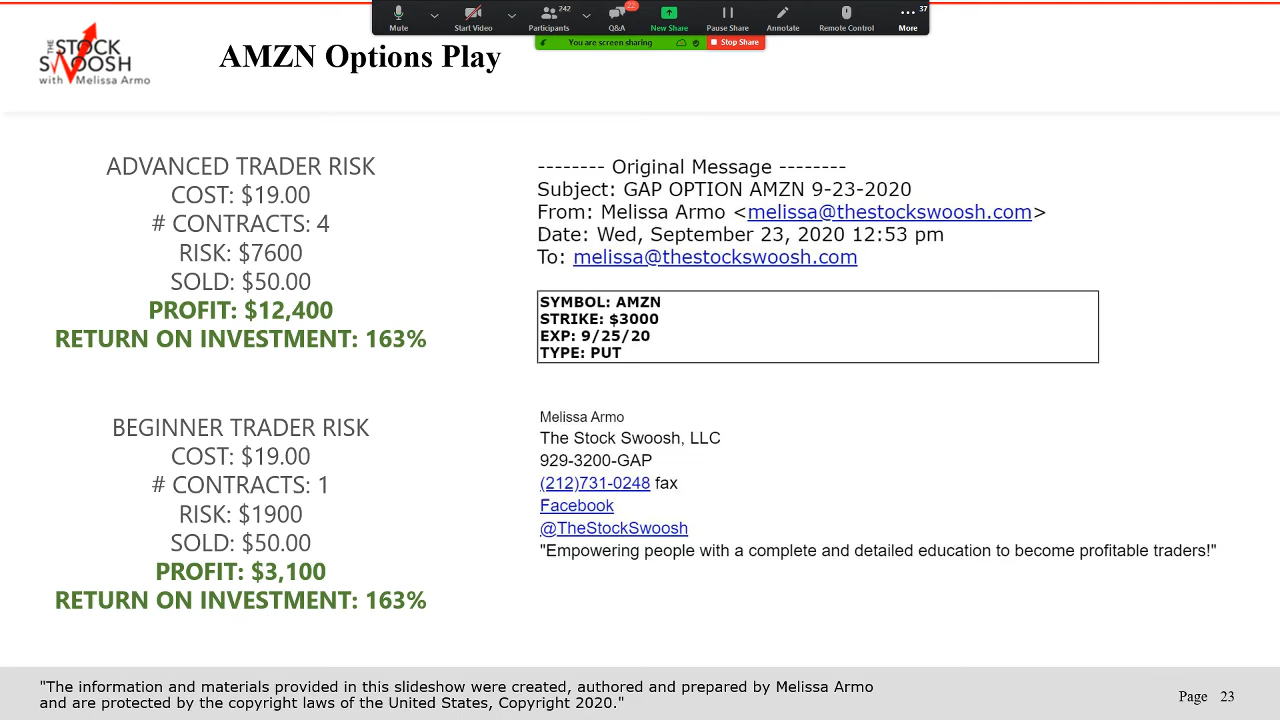 Mute
Start Video
242
Participants
22
Q&A
New Share
Pause Share
Annotate
Remote Control
37
More
You are screen sharing
Stop Share
THE STOCK
SWOOSH
with Melissa Armo
AMZN Options Play
ADVANCED TRADER RISK
COST: $19.00
# CONTRACTS: 4
RISK: $7600
SOLD: $50.00
PROFIT: $12,400
RETURN ON INVESTMENT: 163%
BEGINNER TRADER RISK
COST: $19.00
# CONTRACTS: 1
RISK: $1900
SOLD: $50.00
PROFIT: $3,100
RETURN ON INVESTMENT: 163%
-------- Original Message --------
Subject: GAP OPTION AMZN 9-23-2020
From: Melissa Armo <melissa@thestockswoosh.com>
Date: Wed, September 23, 2020 12:53 pm
To: melissa@thestockswoosh.com
SYMBOL: AMZN
STRIKE: $3000
EXP: 9/25/20
TYPE: PUT
Melissa Armo
The Stock Swoosh, LLC
929-3200-GAP
(212)731-0248 fax
Facebook
@TheStockSwoosh
"Empowering people with a complete and detailed education to become profitable traders!"
"The information and materials provided in this slideshow were created, authored and prepared by Melissa Armo
and are protected by the copyright laws of the United States, Copyright 2020."
Page 23